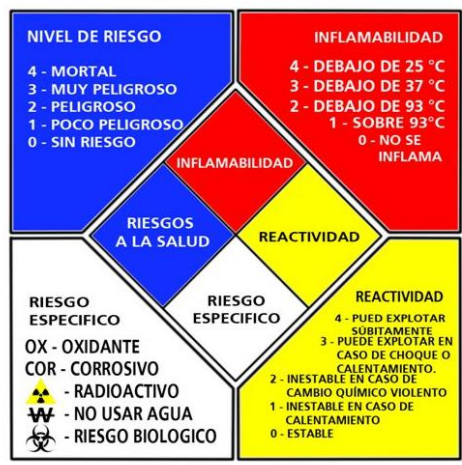 NIVEL DE RIESGO
4 - MORTAL
3 - MUY PELIGROSO
2 - PELIGROSO
1 - POCO PELIGROSO
0 - SIN RIESGO
INFLAMABILIDAD
4 - DEBAJO DE 25 °C
3 - DEBAJO DE 37 °C
2 - DEBAJO DE 93 °C
1 - SOBRE 93°C
0 - NO SE
INFLAMA
INFLAMABILIDAD
RIESGOS
A LA SALUD
REACTIVIDAD
RIESGO
ESPECIFICO
RIESGO
ESPECIFICO
OX - OXIDANTE
COR - CORROSIVO
- RADIOACTIVO
W - NO USAR AGUA
- RIESGO BIOLOGICO
REACTIVIDAD
4 - PUED EXPLOTAR
SÚBITAMENTE
3 - PUEDE EXPLOTAR EN
CASO DE CHOQUE O
CALENTAMIENTO.
2 - INESTABLE EN CASO DE
CAMBIO QUÍMICO VIOLENTO
1 - INESTABLE EN CASO DE
CALENTAMIENTO
0 - ESTABLE